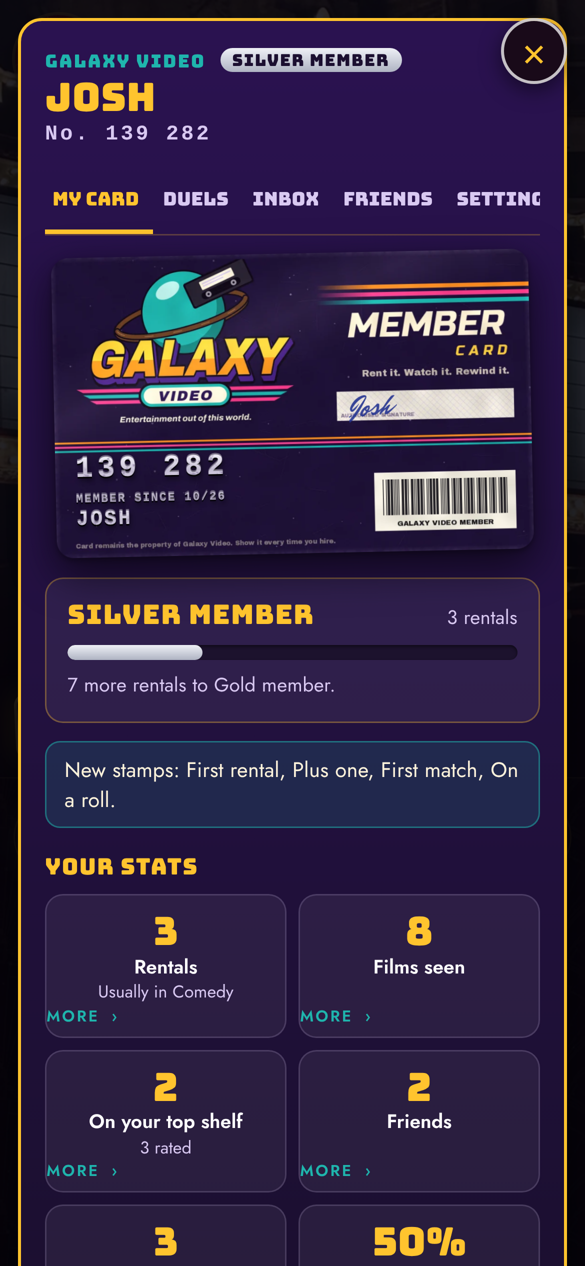 GALAXY VIDEO SILVER MEMBER
JOSH
No. 139 282
MY CARD DUELS INBOX FRIENDS SETTING
GALAXY
VIDEO
Entertainment out of this world.
MEMBER
CARD
Rent it. Watch it. Rewind it.
Josh
SIGNATURE
139 282
MEMBER SINCE 10/26
JOSH
GALAXY VIDEO MEMBER
Card remains the property of Galaxy Video. Show it every time you hire.
SILVER MEMBER 3 rentals
7 more rentals to Gold member.
New stamps: First rental, Plus one, First match, On
a roll.
YOUR STATS
3
Rentals
Usually in Comedy
MORE ›
8
Films seen
MORE ›
2
On your top shelf
3 rated
MORE ›
2
Friends
MORE ›
3
50%